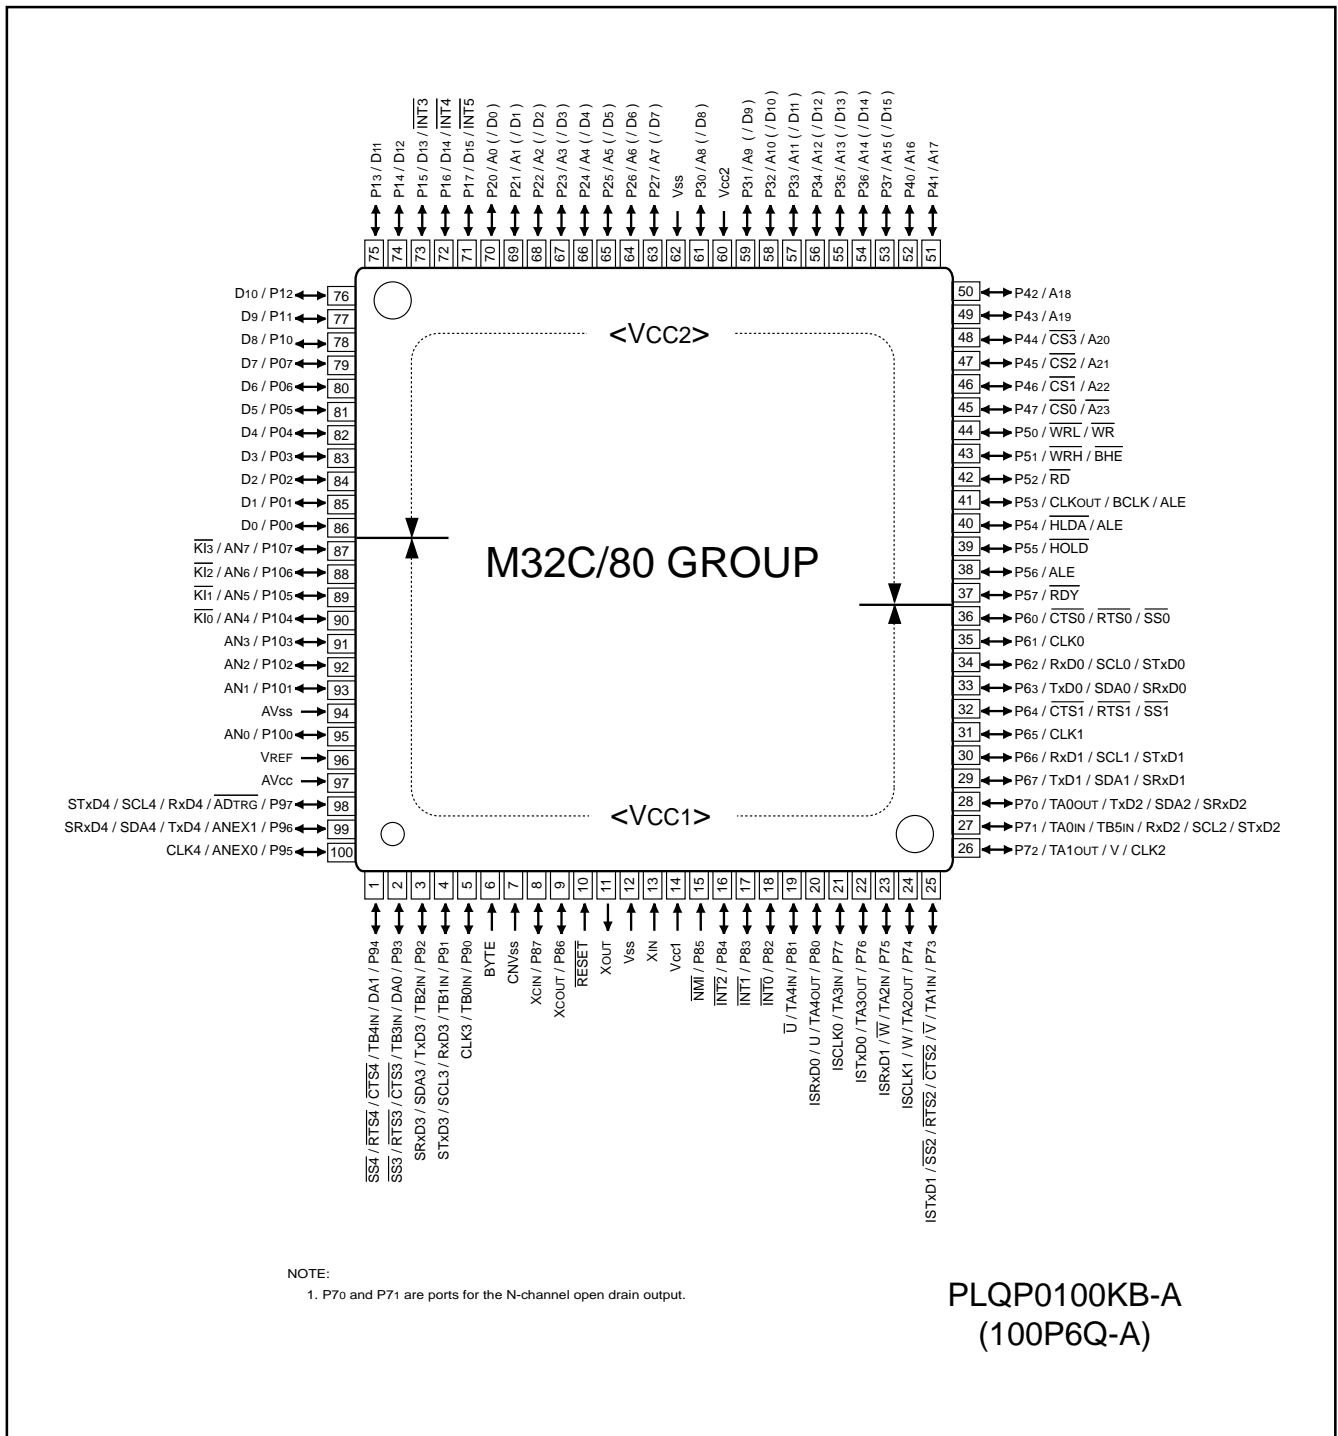 P13 / D11
P14 / D12
P15 / D13 / INT3
P16 / D14 / INT4
P17 / D15 / INT5
P20 / A0 ( / D0 )
P21 / A1 ( / D1 )
P22 / A2 ( / D2 )
P23 / A3 ( / D3 )
P24 / A4 ( / D4 )
P25 / A5 ( / D5 )
P26 / A6 ( / D6 )
P27 / A7 ( / D7 )
Vss
P30 / A8 ( / D8 )
Vcc2
P31 / A9 ( / D9 )
P32 / A10 ( / D10 )
P33 / A11 ( / D11 )
P34 / A12 ( / D12 )
P35 / A13 ( / D13 )
P36 / A14 ( / D14 )
P37 / A15 ( / D15 )
P40 / A16
P41 / A17
75 74 73 72 71 70 69 68 67 66 65 64 63 62 61 60 59 58 57 56 55 54 53 52 51
D10 / P12 76
D9 / P11 77
D8 / P10 78
D7 / P07 79
D6 / P06 80
D5 / P05 81
D4 / P04 82
D3 / P03 83
D2 / P02 84
D1 / P01 85
D0 / P00 86
KI3 / AN7 / P107 87
KI2 / AN6 / P106 88
KI1 / AN5 / P105 89
KI0 / AN4 / P104 90
AN3 / P103 91
AN2 / P102 92
AN1 / P101 93
AVss 94
AN0 / P100 95
VREF 96
AVcc 97
STxD4 / SCL4 / RxD4 / ADTRG / P97 98
SRxD4 / SDA4 / TxD4 / ANEX1 / P96 99
CLK4 / ANEX0 / P95 100
<VCC2>
M32C/80 GROUP
<VCC1>
50 P42 / A18
49 P43 / A19
48 P44 / CS3 / A20
47 P45 / CS2 / A21
46 P46 / CS1 / A22
45 P47 / CS0 / A23
44 P50 / WRL / WR
43 P51 / WRH / BHE
42 P52 / RD
41 P53 / CLKOUT / BCLK / ALE
40 P54 / HLDA / ALE
39 P55 / HOLD
38 P56 / ALE
37 P57 / RDY
36 P60 / CTS0 / RTS0 / SS0
35 P61 / CLK0
34 P62 / RxD0 / SCL0 / STxD0
33 P63 / TxD0 / SDA0 / SRxD0
32 P64 / CTS1 / RTS1 / SS1
31 P65 / CLK1
30 P66 / RxD1 / SCL1 / STxD1
29 P67 / TxD1 / SDA1 / SRxD1
28 P70 / TA0OUT / TxD2 / SDA2 / SRxD2
27 P71 / TA0IN / TB5IN / RxD2 / SCL2 / STxD2
26 P72 / TA1OUT / V / CLK2
1 2 3 4 5 6 7 8 9 10 11 12 13 14 15 16 17 18 19 20 21 22 23 24 25
SS4 / RTS4 / CTS4 / TB4IN / DA1 / P94
SS3 / RTS3 / CTS3 / TB3IN / DA0 / P93
SRxD3 / SDA3 / TxD3 / TB2IN / P92
STxD3 / SCL3 / RxD3 / TB1IN / P91
CLK3 / TB0IN / P90
BYTE
CNVss
XCIN / P87
XCOUT / P86
RESET
XOUT
Vss
XIN
Vcc1
NMI / P85
INT2 / P84
INT1 / P83
INT0 / P82
U / TA4IN / P81
ISRxD0 / U / TA4OUT / P80
ISCLK0 / TA3IN / P77
ISTxD0 / TA3OUT / P76
ISRxD1 / W / TA2IN / P75
ISCLK1 / W / TA2OUT / P74
ISTxD1 / SS2 / RTS2 / CTS2 / V / TA1IN / P73
NOTE:
1. P70 and P71 are ports for the N-channel open drain output.
PLQP0100KB-A
(100P6Q-A)